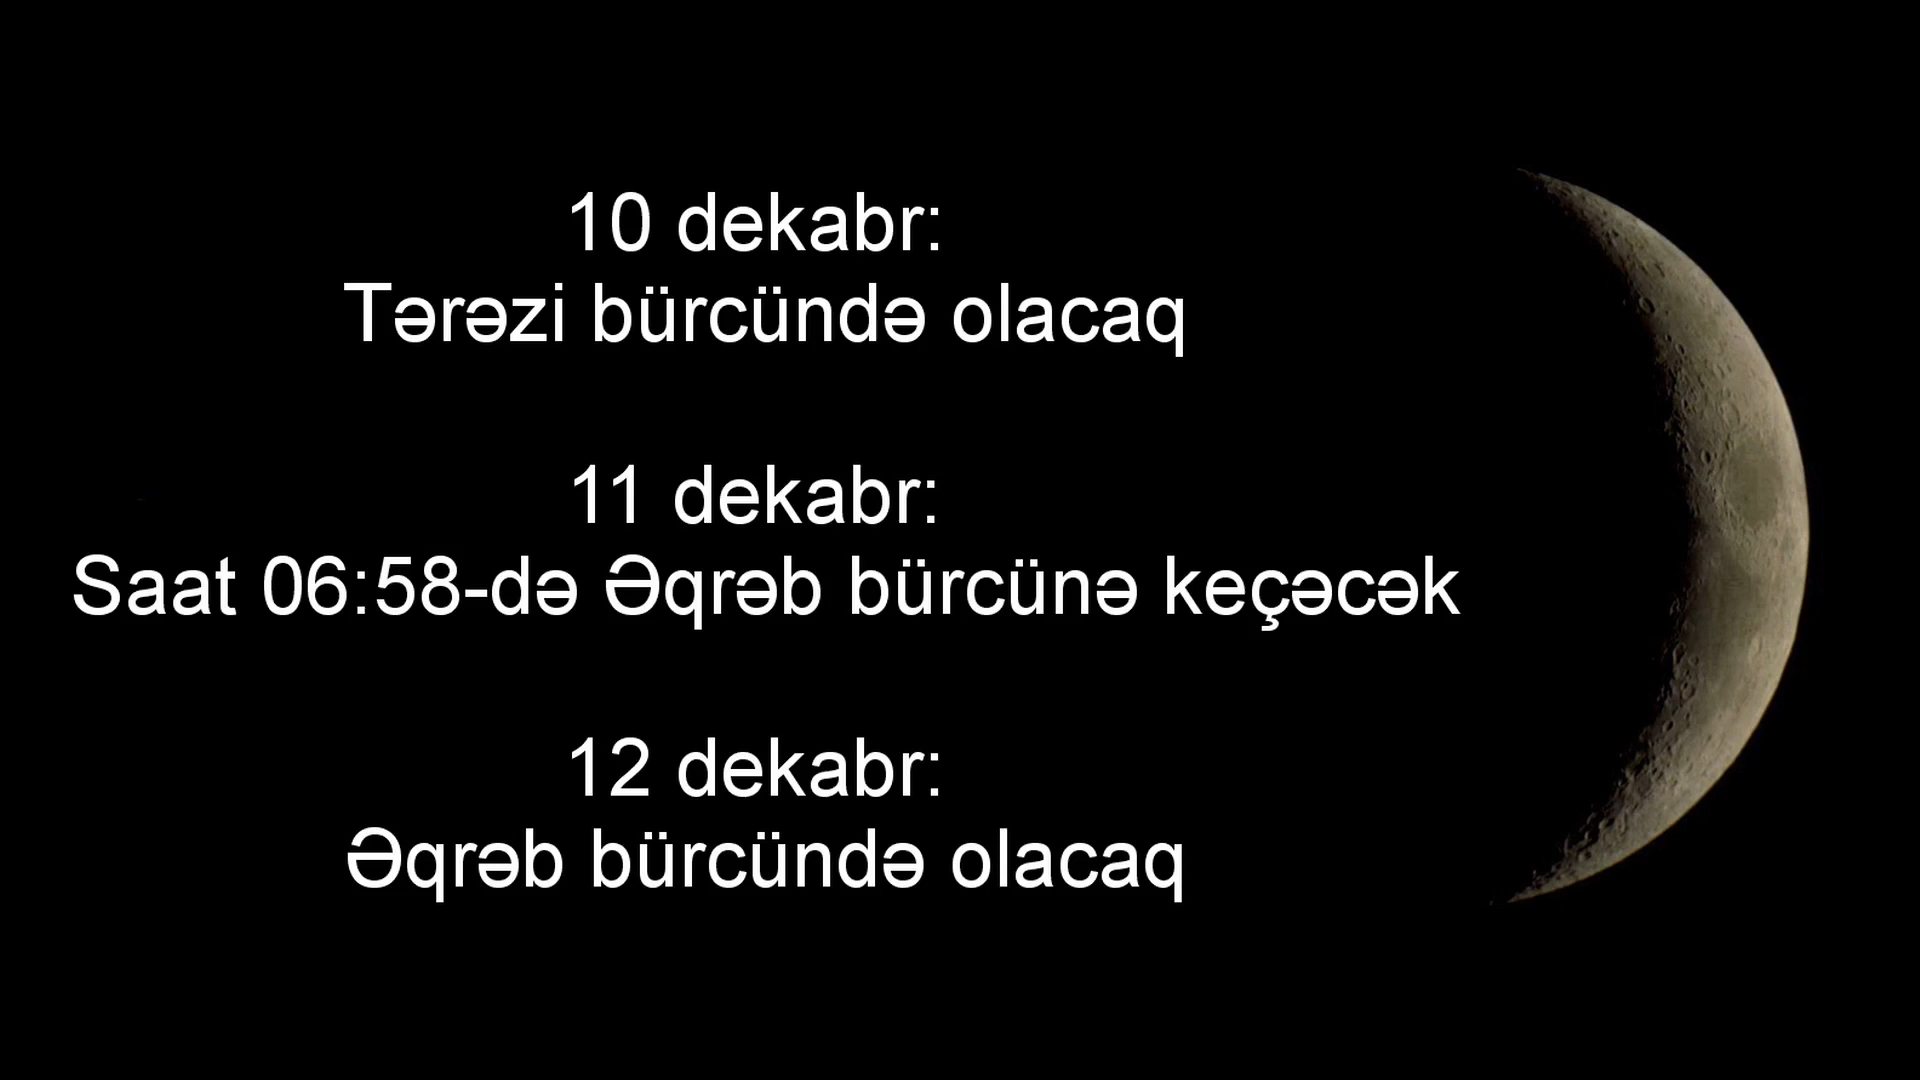 10 dekabr:
Tərəzi bürcündə olacaq
11 dekabr:
Saat 06:58-də Əqrəb bürcünə keçəcək
12 dekabr:
Əqrəb bürcündə olacaq